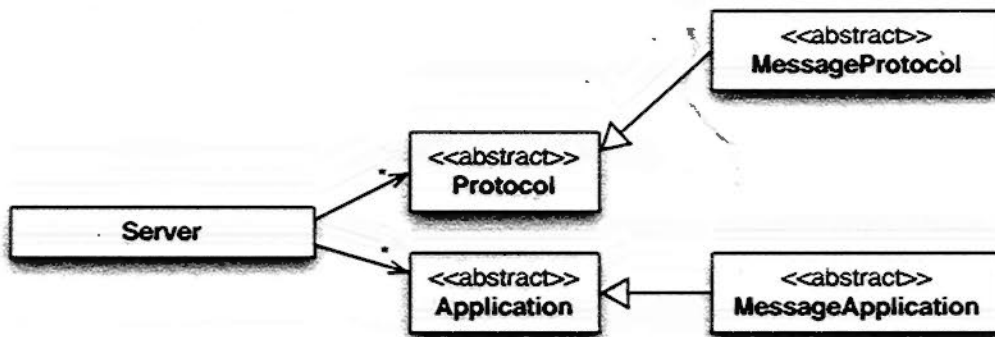 <<abstract>>
MessageProtocol
<<abstract>>
Protocol
*
Server
*
<<abstract>>
Application
<<abstract>>
MessageApplication